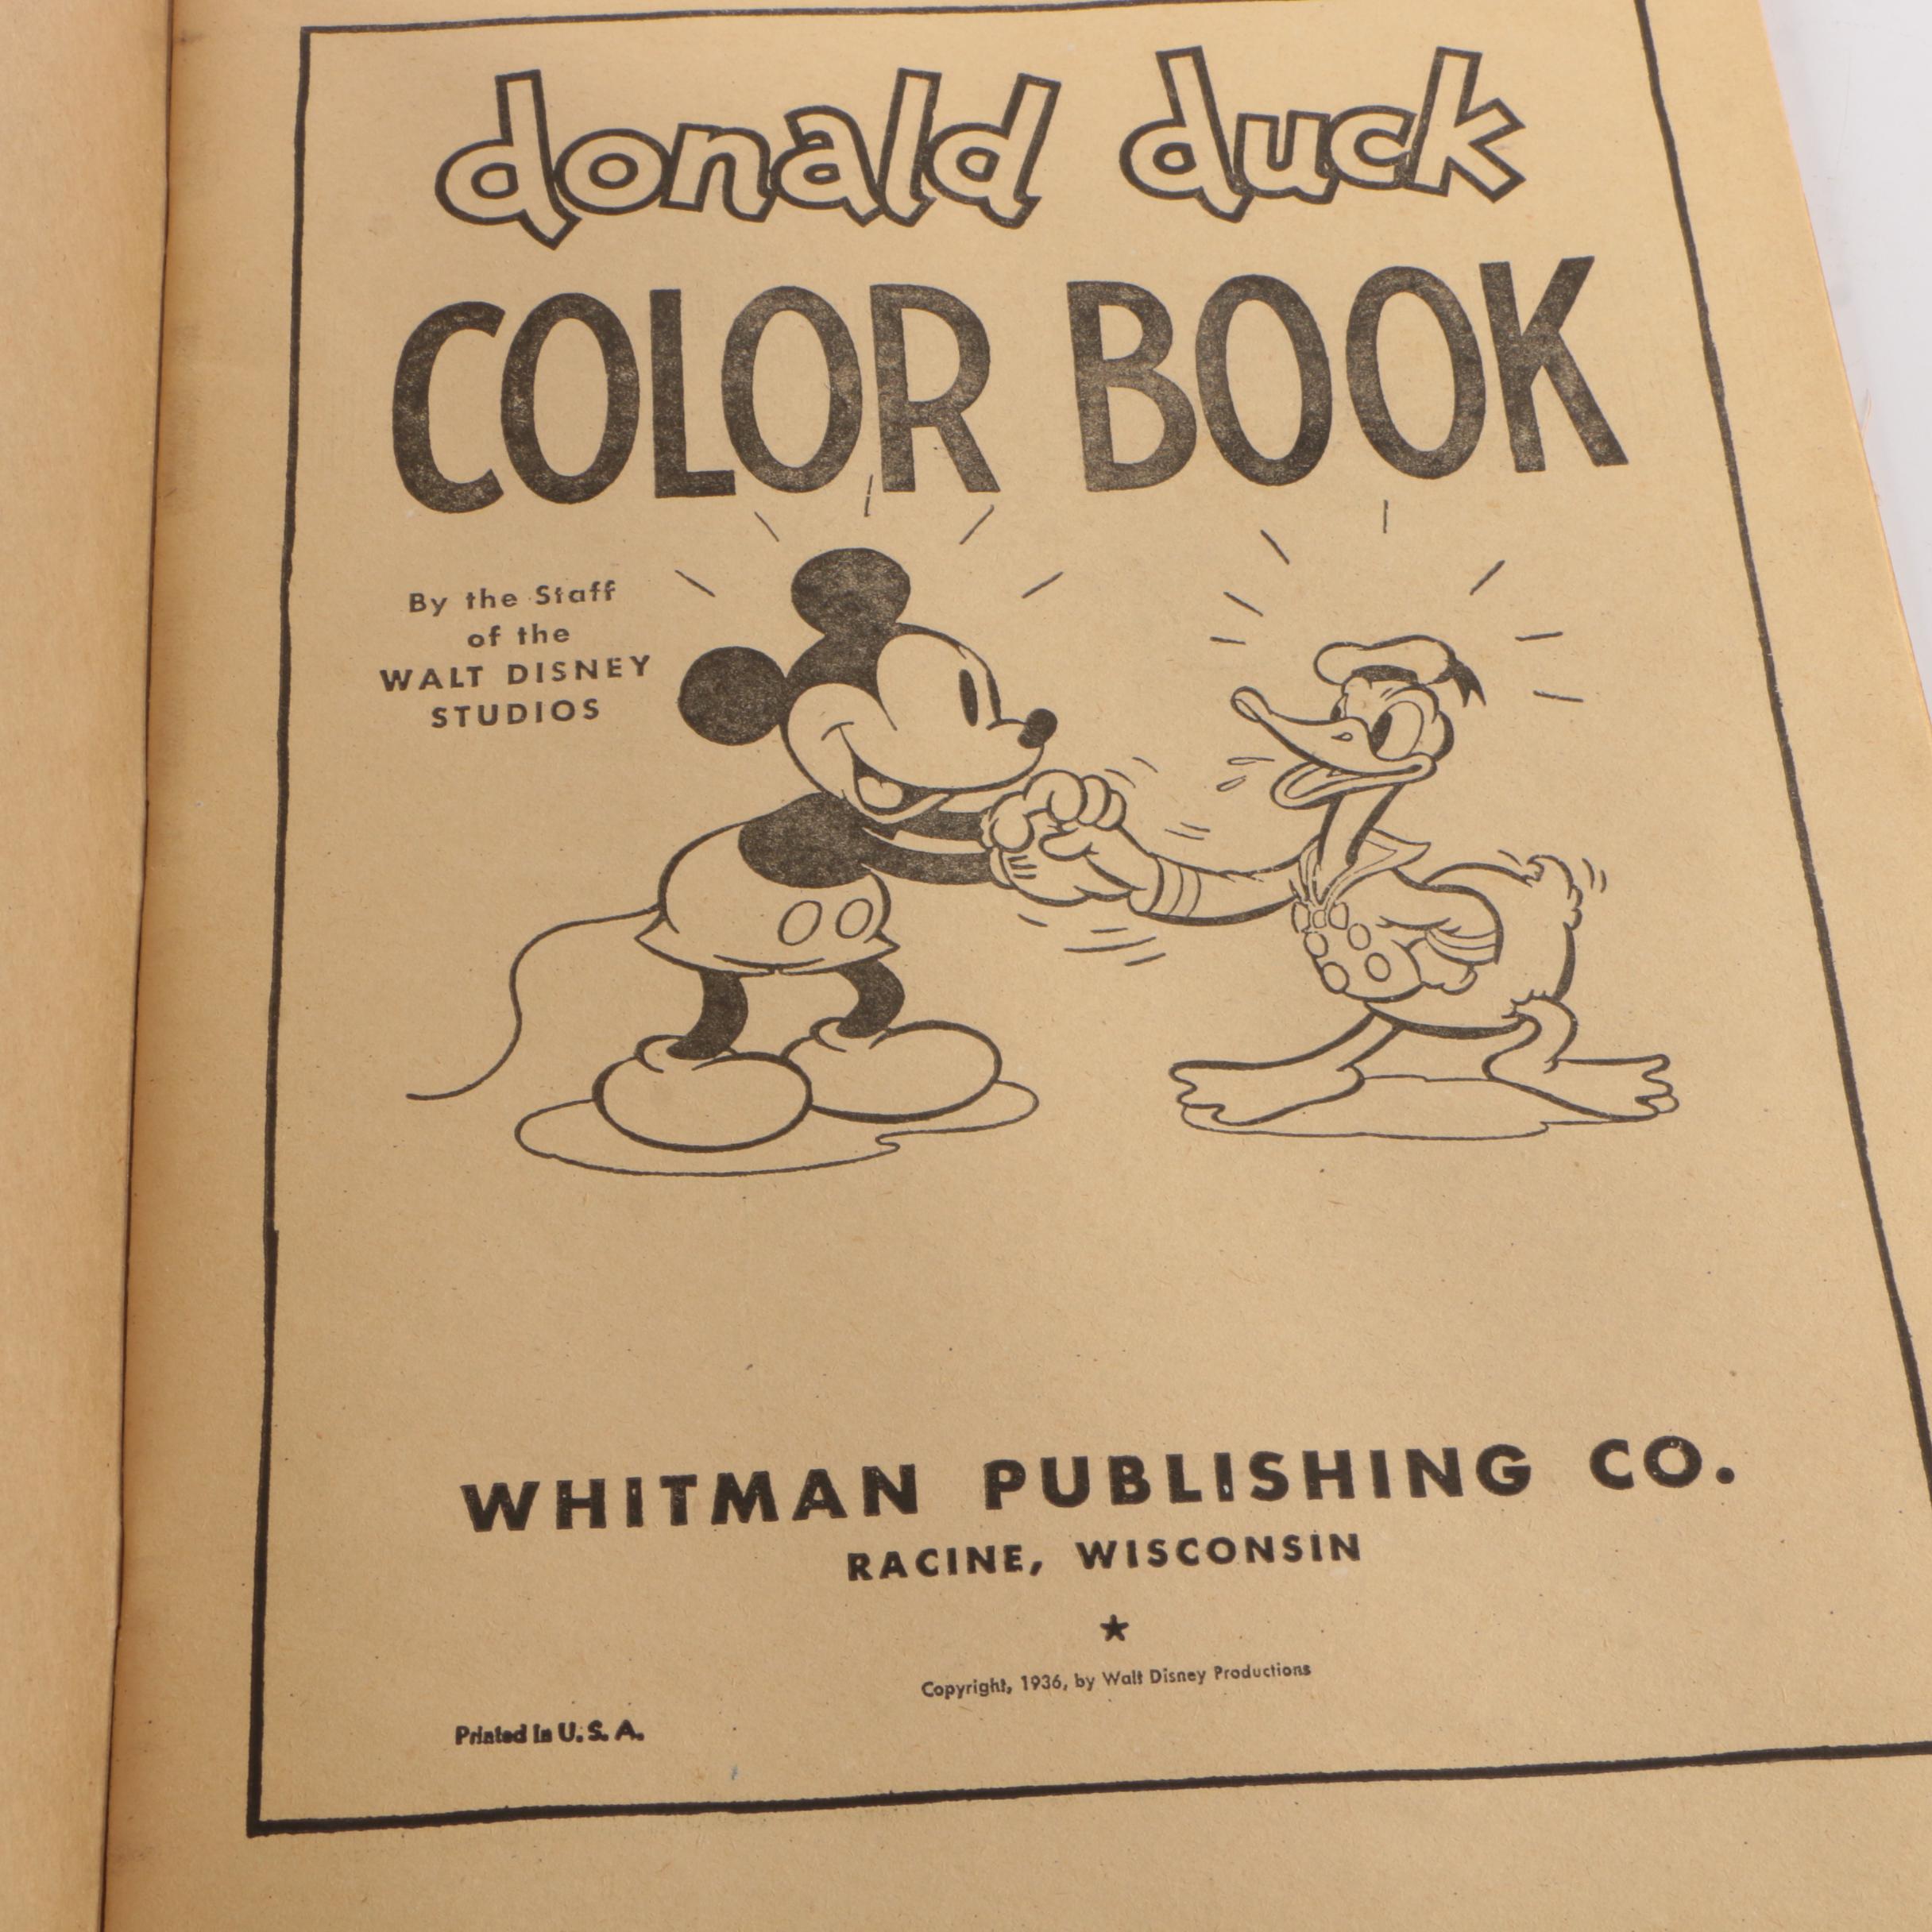 donald duck
COLOR BOOK
By the Staff
of the
WALT DISNEY
STUDIOS
WHITMAN PUBLISHING CO.
RACINE, WISCONSIN
★
Copyright, 1936, by Walt Disney Productions
Printed in U. S. A.